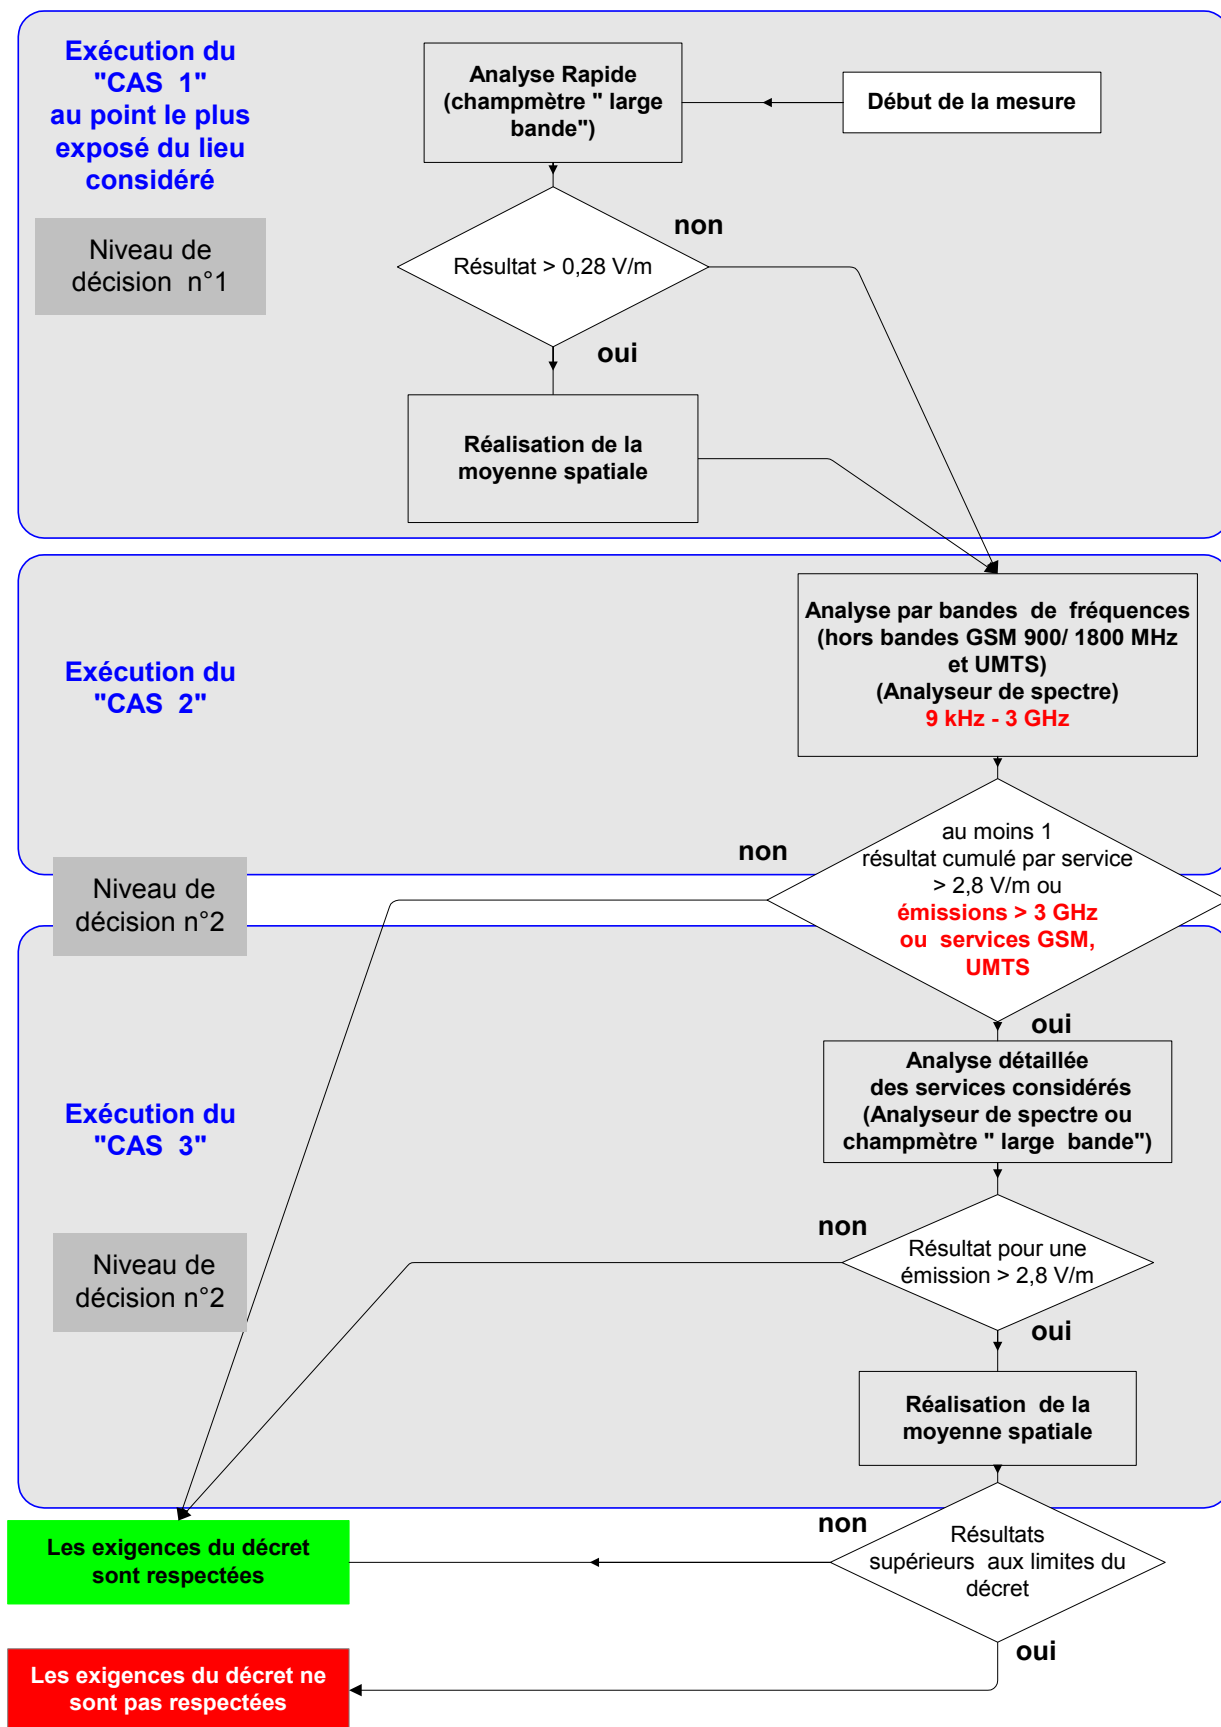 Exécution du
"CAS 1"
au point le plus
exposé du lieu
considéré
Niveau de
décision n°1
Analyse Rapide
(champmètre " large
bande")
Début de la mesure
non
Résultat > 0,28 V/m
oui
Réalisation de la
moyenne spatiale
Exécution du
"CAS 2"
Analyse par bandes de fréquences
(hors bandes GSM 900/ 1800 MHz
et UMTS)
(Analyseur de spectre)
9 kHz - 3 GHz
non
au moins 1
résultat cumulé par service
> 2,8 V/m ou
émissions > 3 GHz
ou services GSM,
UMTS
Niveau de
décision n°2
oui
Exécution du
"CAS 3"
Analyse détaillée
des services considérés
(Analyseur de spectre ou
champmètre " large bande")
non
Résultat pour une
émission > 2,8 V/m
Niveau de
décision n°2
oui
Réalisation de la
moyenne spatiale
non
Résultats
supérieurs aux limites du
décret
Les exigences du décret
sont respectées
oui
Les exigences du décret ne
sont pas respectées